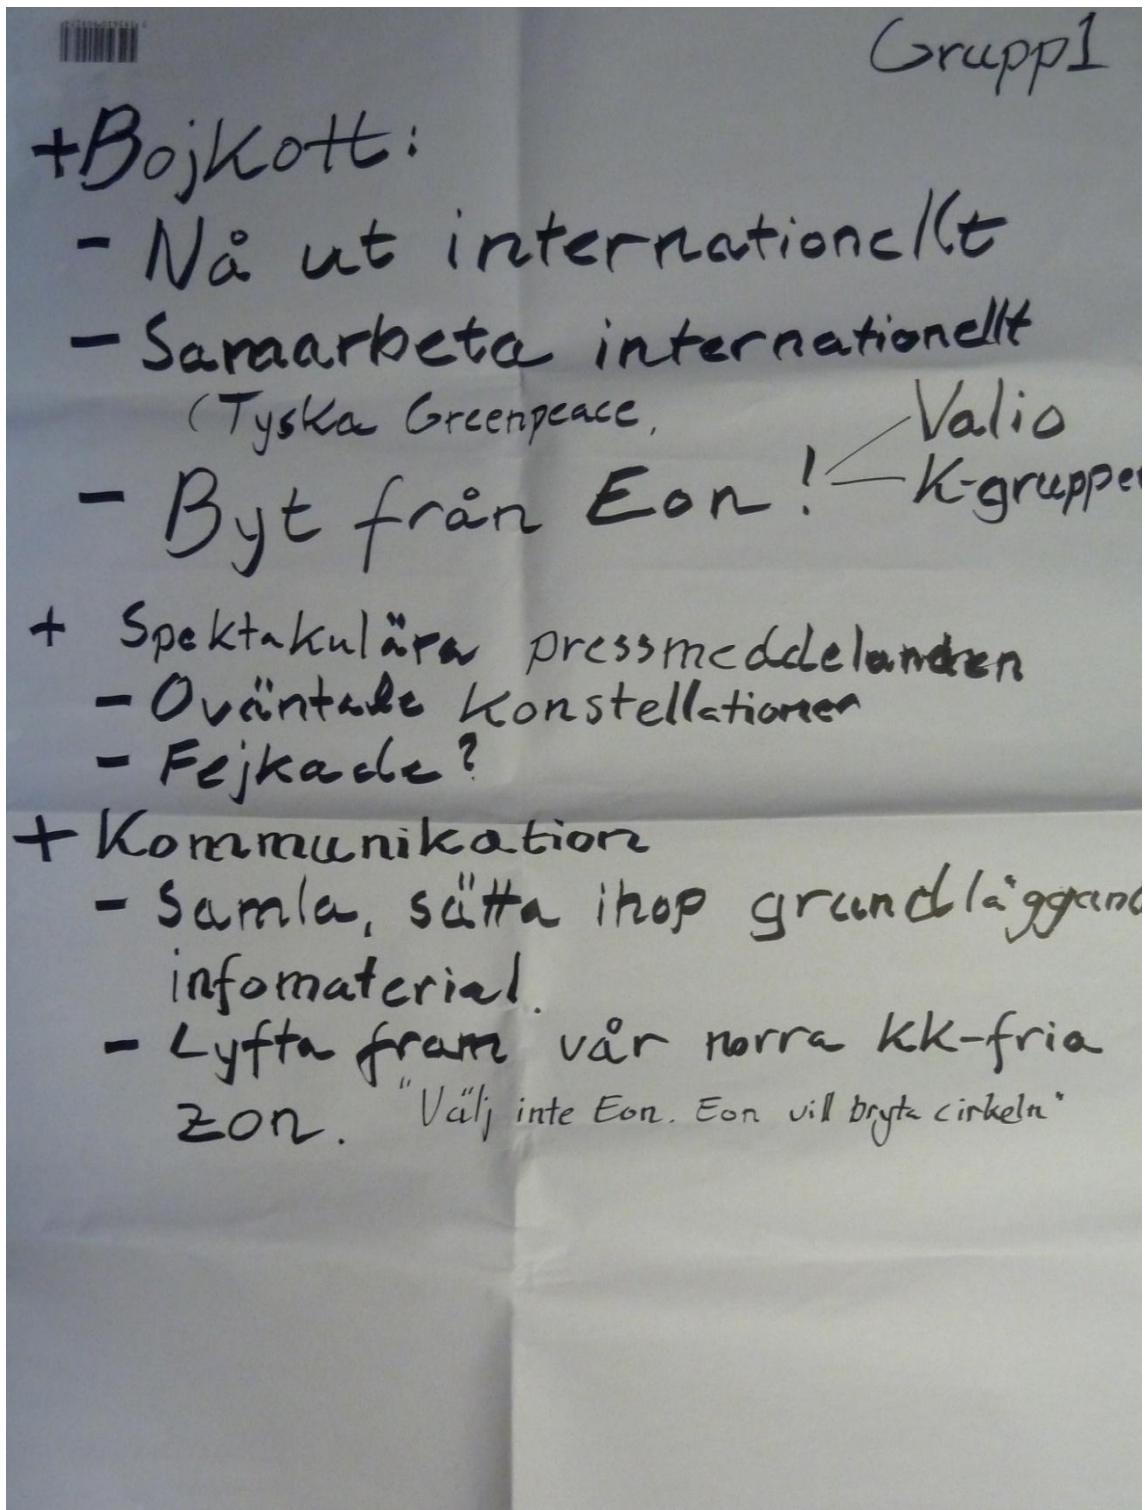 Grupp1
+Bojkott:
- Nå ut internationellt
- Samarbeta internationellt
(Tyska Greenpeace,
- Byt från Eon! Valio
K-gruppen
+ Spektakulära pressmeddelanden
- Oväntade konstellationer
- Fejkade?
+ Kommunikation
- Samla, sätta ihop grundläggand
infomaterial.
- Lyfta fram vår norra kk-fria
zon. "Välj inte Eon. Eon vill bryta cirkeln"